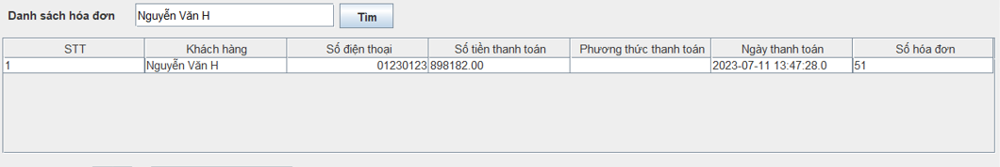 Danh sách hóa đơn Nguyễn Văn H Tìm
STT Khách hàng Số điện thoại Số tiền thanh toán Phương thức thanh toán Ngày thanh toán Số hóa đơn
1 Nguyễn Văn H 01230123 898182.00 2023-07-11 13:47:28.0 51